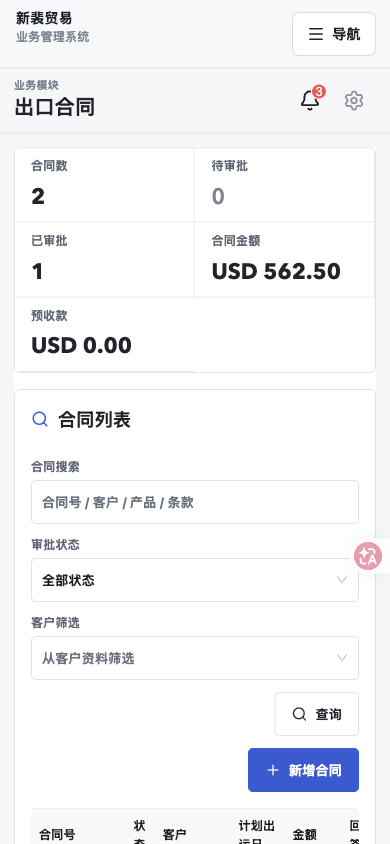 新裴贸易
业务管理系统
导航
业务模块
出口合同
3
合同数
2
待审批
0
已审批
1
合同金额
USD 562.50
预收款
USD 0.00
合同列表
合同搜索
合同号 / 客户 / 产品 / 条款
审批状态
全部状态
客户筛选
从客户资料筛选
查询
新增合同
合同号
状
客户
计划出
金额